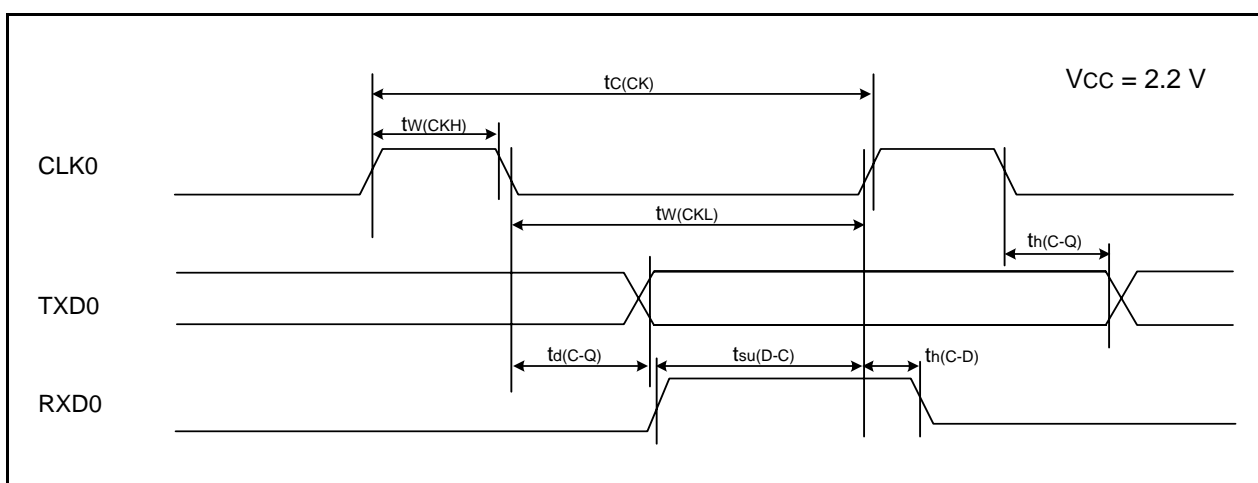 tC(CK)
VCC = 2.2 V
tW(CKH)
CLK0
tW(CKL)
th(C-Q)
TXD0
td(C-Q)
tsu(D-C)
th(C-D)
RXD0